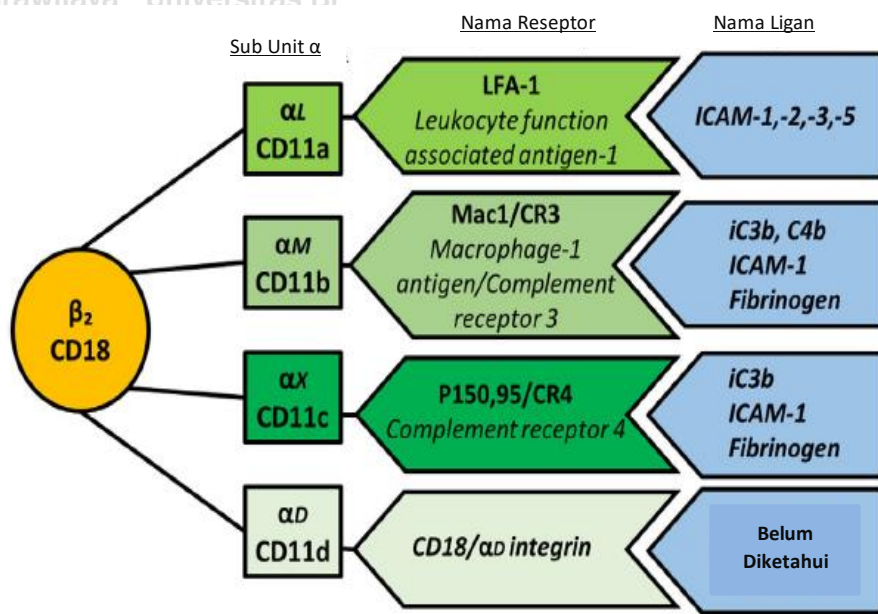 Sub Unit α
Nama Reseptor
Nama Ligan
β₂
CD18
αL
CD11a
LFA-1
Leukocyte function
associated antigen-1
ICAM-1,-2,-3,-5
αM
CD11b
Mac1/CR3
Macrophage-1
antigen/Complement
receptor 3
iC3b, C4b
ICAM-1
Fibrinogen
αX
CD11c
P150,95/CR4
Complement receptor 4
iC3b
ICAM-1
Fibrinogen
αD
CD11d
CD18/αD integrin
Belum
Diketahui